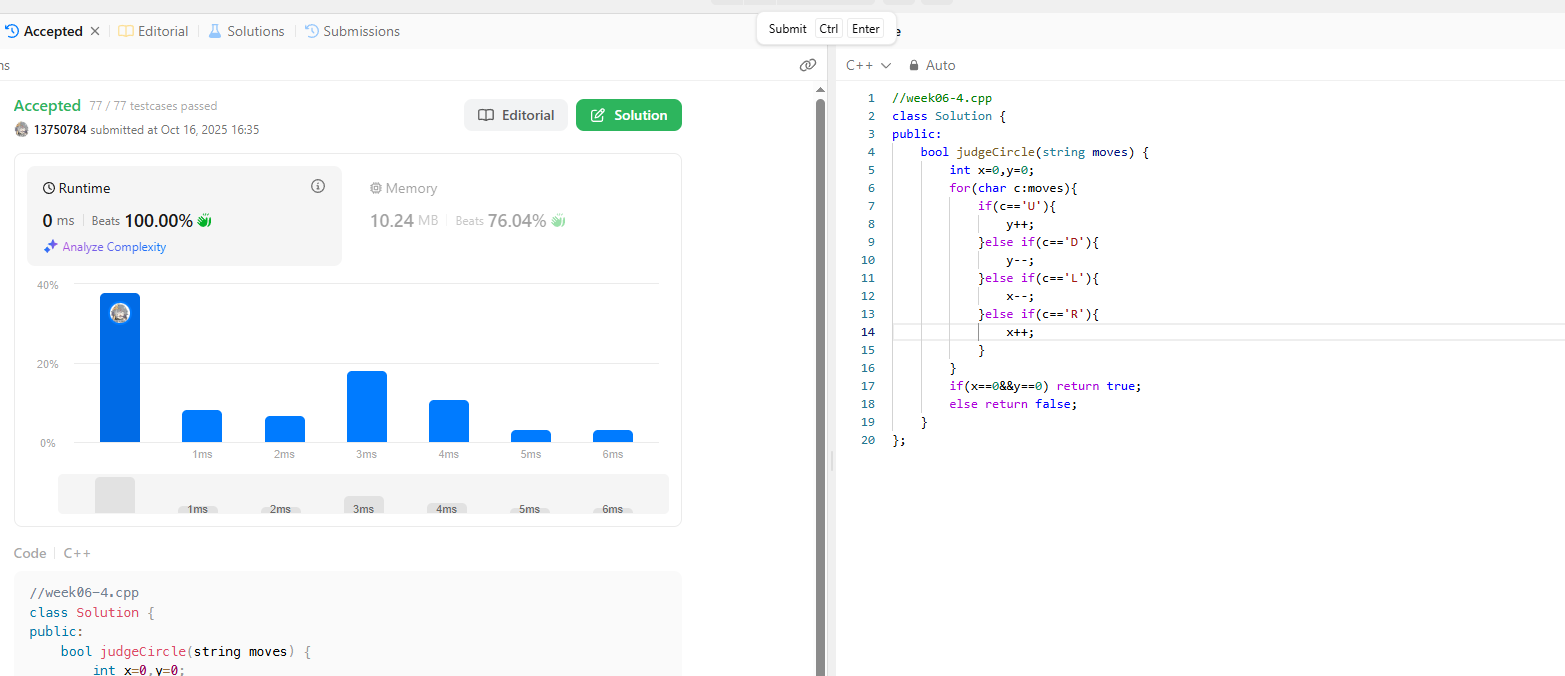 Accepted
Editorial
Solutions
Submissions
Submit Ctrl Enter
ns
C++
Auto
Accepted 77 / 77 testcases passed
13750784 submitted at Oct 16, 2025 16:35
Editorial
Solution
Runtime
0 ms Beats 100.00%
Analyze Complexity
Memory
10.24 MB Beats 76.04%
40%
20%
0%
1ms 2ms 3ms 4ms 5ms 6ms
1ms 2ms 3ms 4ms 5ms 6ms
Code C++
//week06-4.cpp
class Solution {
public:
bool judgeCircle(string moves) {
int x=0,y=0;
1 //week06-4.cpp
2 class Solution {
3 public:
4 bool judgeCircle(string moves) {
5 int x=0,y=0;
6 for(char c:moves){
7 if(c=='U'){
8 y++;
9 }else if(c=='D'){
10 y--;
11 }else if(c=='L'){
12 x--;
13 }else if(c=='R'){
14 x++;
15 }
16 }
17 if(x==0&&y==0) return true;
18 else return false;
19 }
20 };